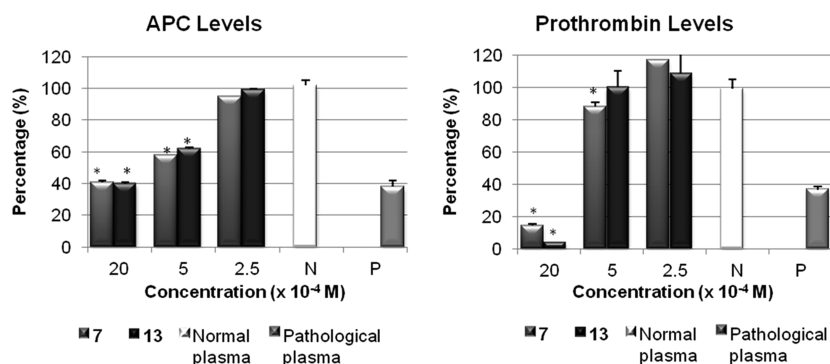 APC Levels
Percentage (%)
120
100
80
60
40
20
0
* *
* *
20 5 2.5 N P
Concentration (x 10⁻⁴ M)
7 13 Normal plasma Pathological plasma
Prothrombin Levels
Percentage (%)
120
100
80
60
40
20
0
*
* *
20 5 2.5 N P
Concentration (x 10⁻⁴ M)
7 13 Normal plasma Pathological plasma